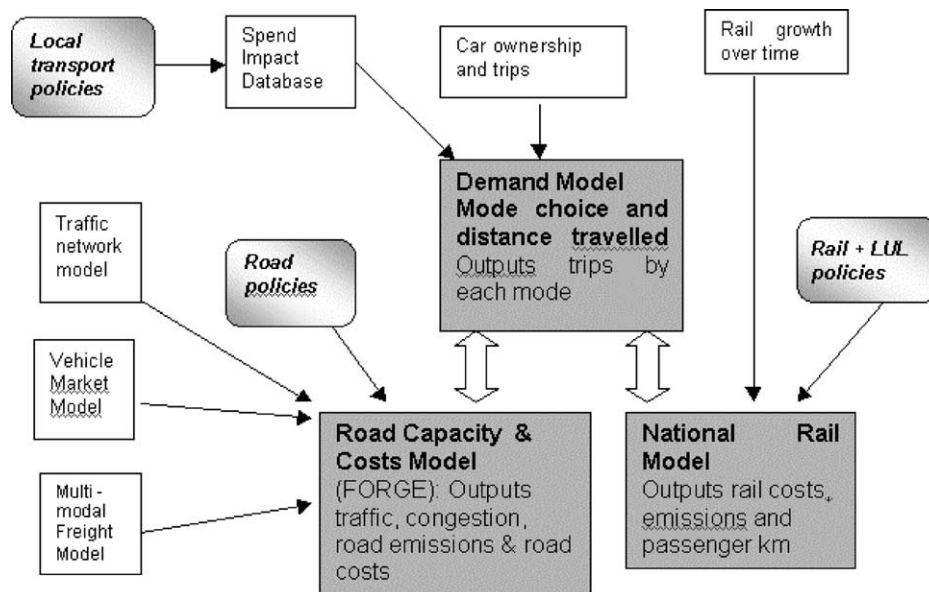 Local
transport
policies
Spend
Impact
Database
Car ownership
and trips
Rail growth
over time
Demand Model
Mode choice and
distance travelled
Outputs trips by
each mode
Traffic
network
model
Road
policies
Rail + LUL
policies
Vehicle
Market
Model
Road Capacity &
Costs Model
(FORGE): Outputs
traffic, congestion,
road emissions & road
costs
National Rail
Model
Outputs rail costs,
emissions and
passenger km
Multi-
modal
Freight
Model